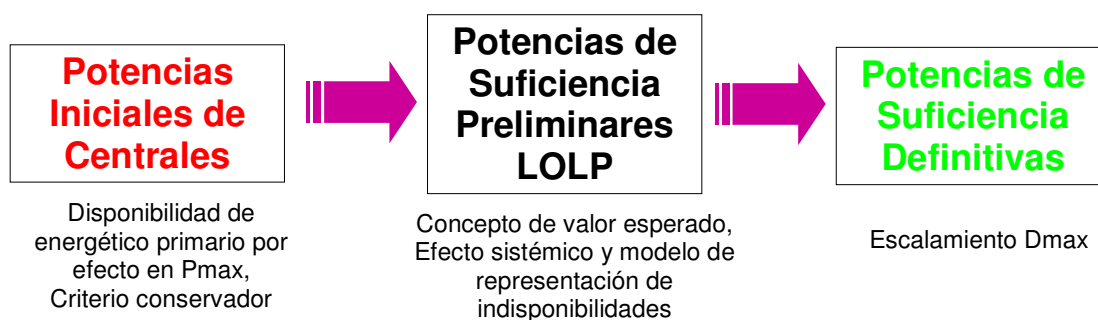 Potencias
Iniciales de
Centrales
Disponibilidad de
energético primario por
efecto en Pmax,
Criterio conservador
Potencias de
Suficiencia
Preliminares
LOLP
Concepto de valor esperado,
Efecto sistémico y modelo de
representación de
indisponibilidades
Potencias de
Suficiencia
Definitivas
Escalamiento Dmax